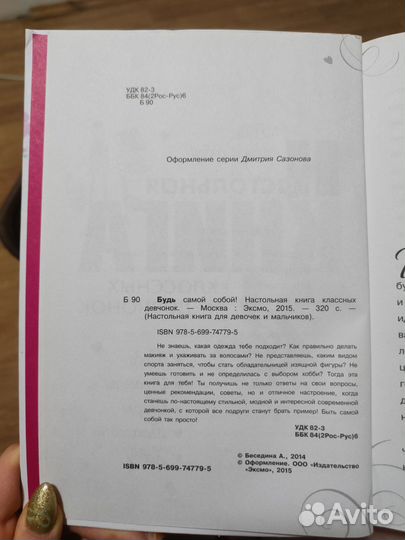 УДК 82-3
ББК 84(2Рос-Рус)6
Б 90
Оформление серии Дмитрия Сазонова
Б 90 Будь самой собой! Настольная книга классных
девчонок. — Москва : Эксмо, 2015. — 320 с. —
(Настольная книга для девочек и мальчиков).
ISBN 978-5-699-74779-5
Не знаешь, какая одежда тебе подходит? Как правильно делать
макияж и ухаживать за волосами? Не представляешь, каким видом
спорта заняться, чтобы стать обладательницей изящной фигуры? Не
умеешь готовить и не определилась с выбором хобби? Тогда эта
книга для тебя! Ты получишь не только ответы на свои вопросы,
ценные рекомендации, советы, но и отличное настроение, когда
станешь по-настоящему стильной, модной и интересной современной
девчонкой, с которой все подруги станут брать пример! Быть самой
собой так просто!
УДК 82-3
ББК 84(2Рос-Рус)6
© Беседина А., 2014
© Оформление. ООО «Издательство
ISBN 978-5-699-74779-5 «Эксмо», 2015
Avito